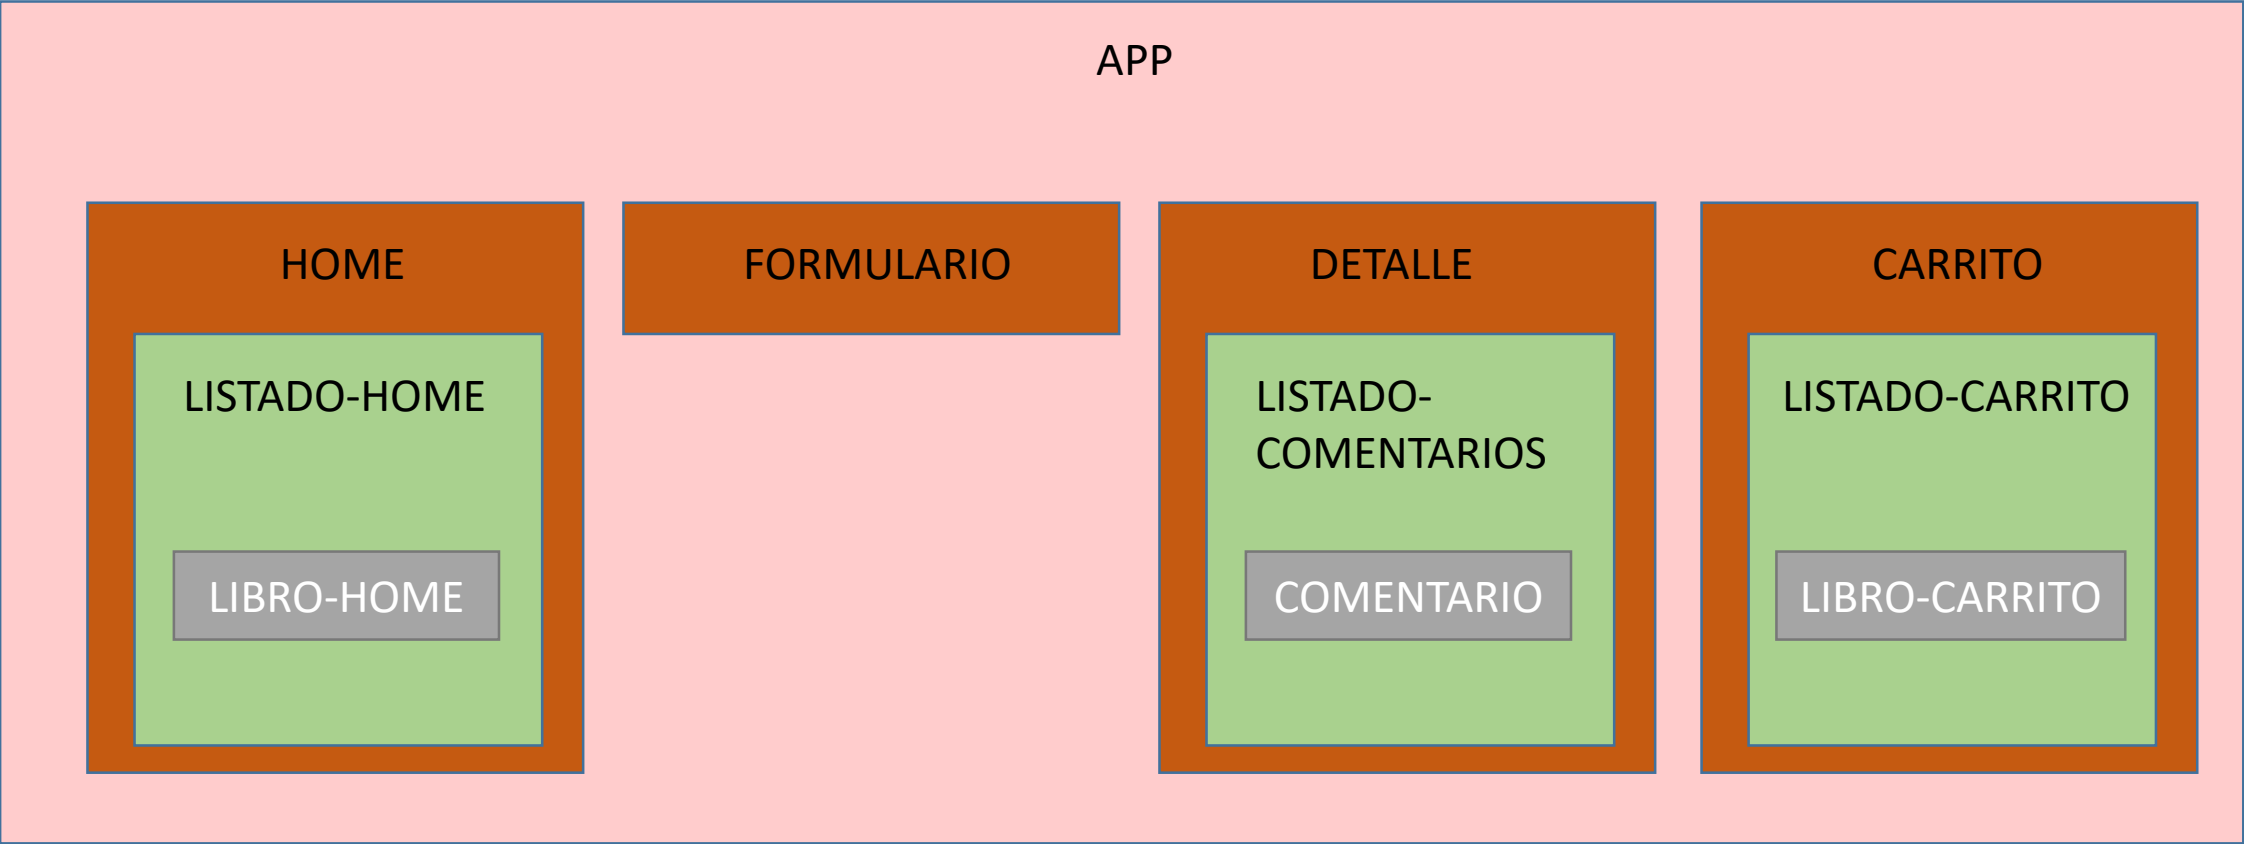 APP
HOME
FORMULARIO
DETALLE
CARRITO
LISTADO-HOME
LISTADO-
COMENTARIOS
LISTADO-CARRITO
LIBRO-HOME
COMENTARIO
LIBRO-CARRITO